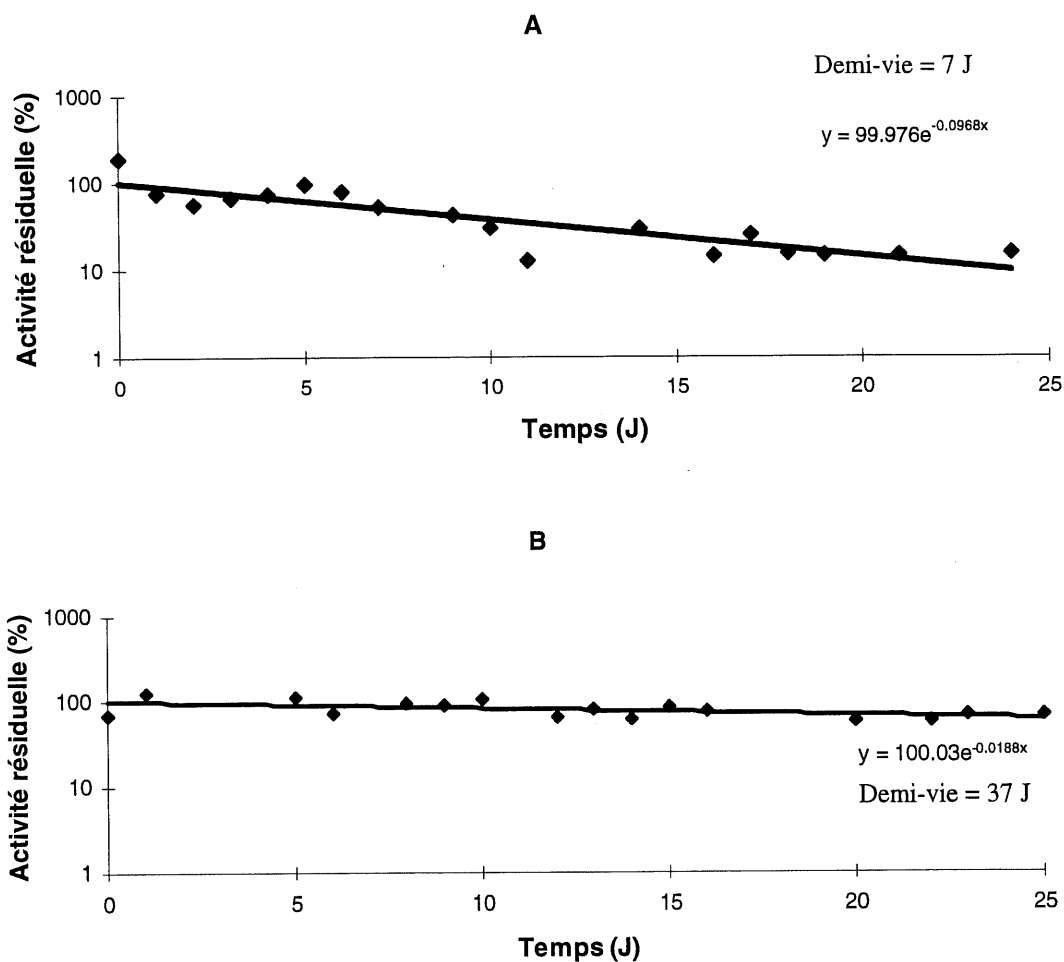 A
Demi-vie = 7 J
y = 99.976e^-0.0968x
Activité résiduelle (%)
1000
100
10
1
0 5 10 15 20 25
Temps (J)
B
Activité résiduelle (%)
1000
100
10
1
y = 100.03e^-0.0188x
Demi-vie = 37 J
0 5 10 15 20 25
Temps (J)